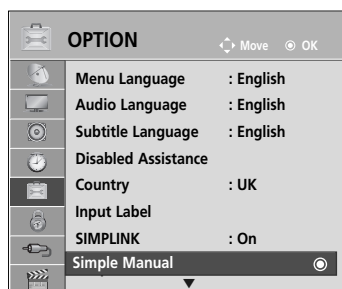 OPTION Move OK
Menu Language : English
Audio Language : English
Subtitle Language : English
Disabled Assistance
Country : UK
Input Label
SIMPLINK : On
Simple Manual